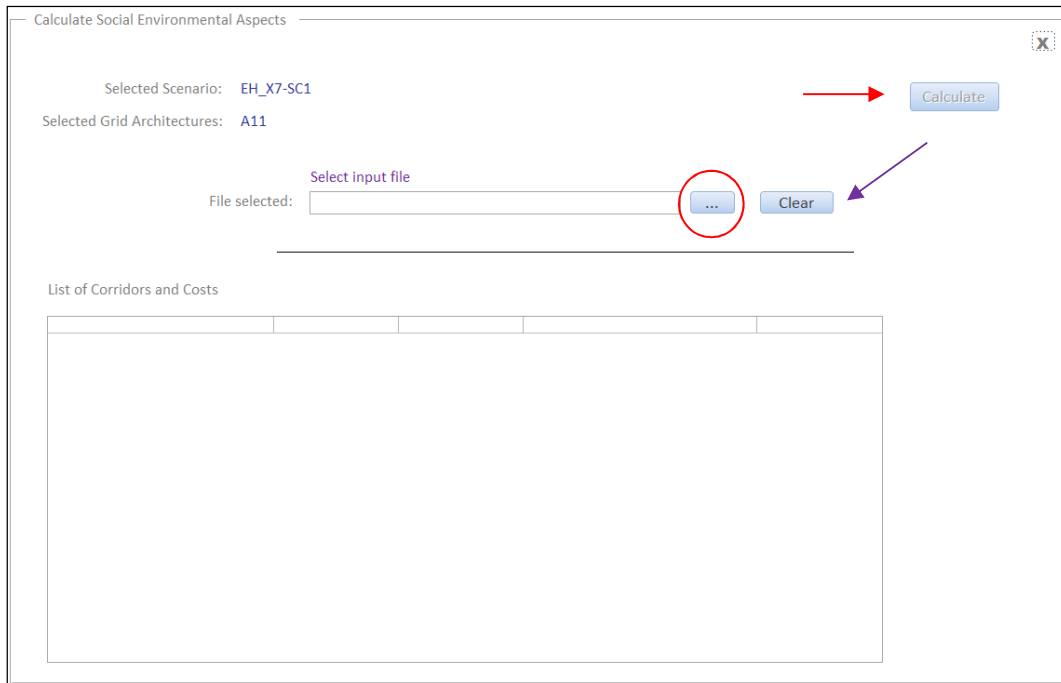 Calculate Social Environmental Aspects
x
Selected Scenario: EH_X7-SC1
Calculate
Selected Grid Architectures: A11
Select input file
File selected: ... Clear
List of Corridors and Costs